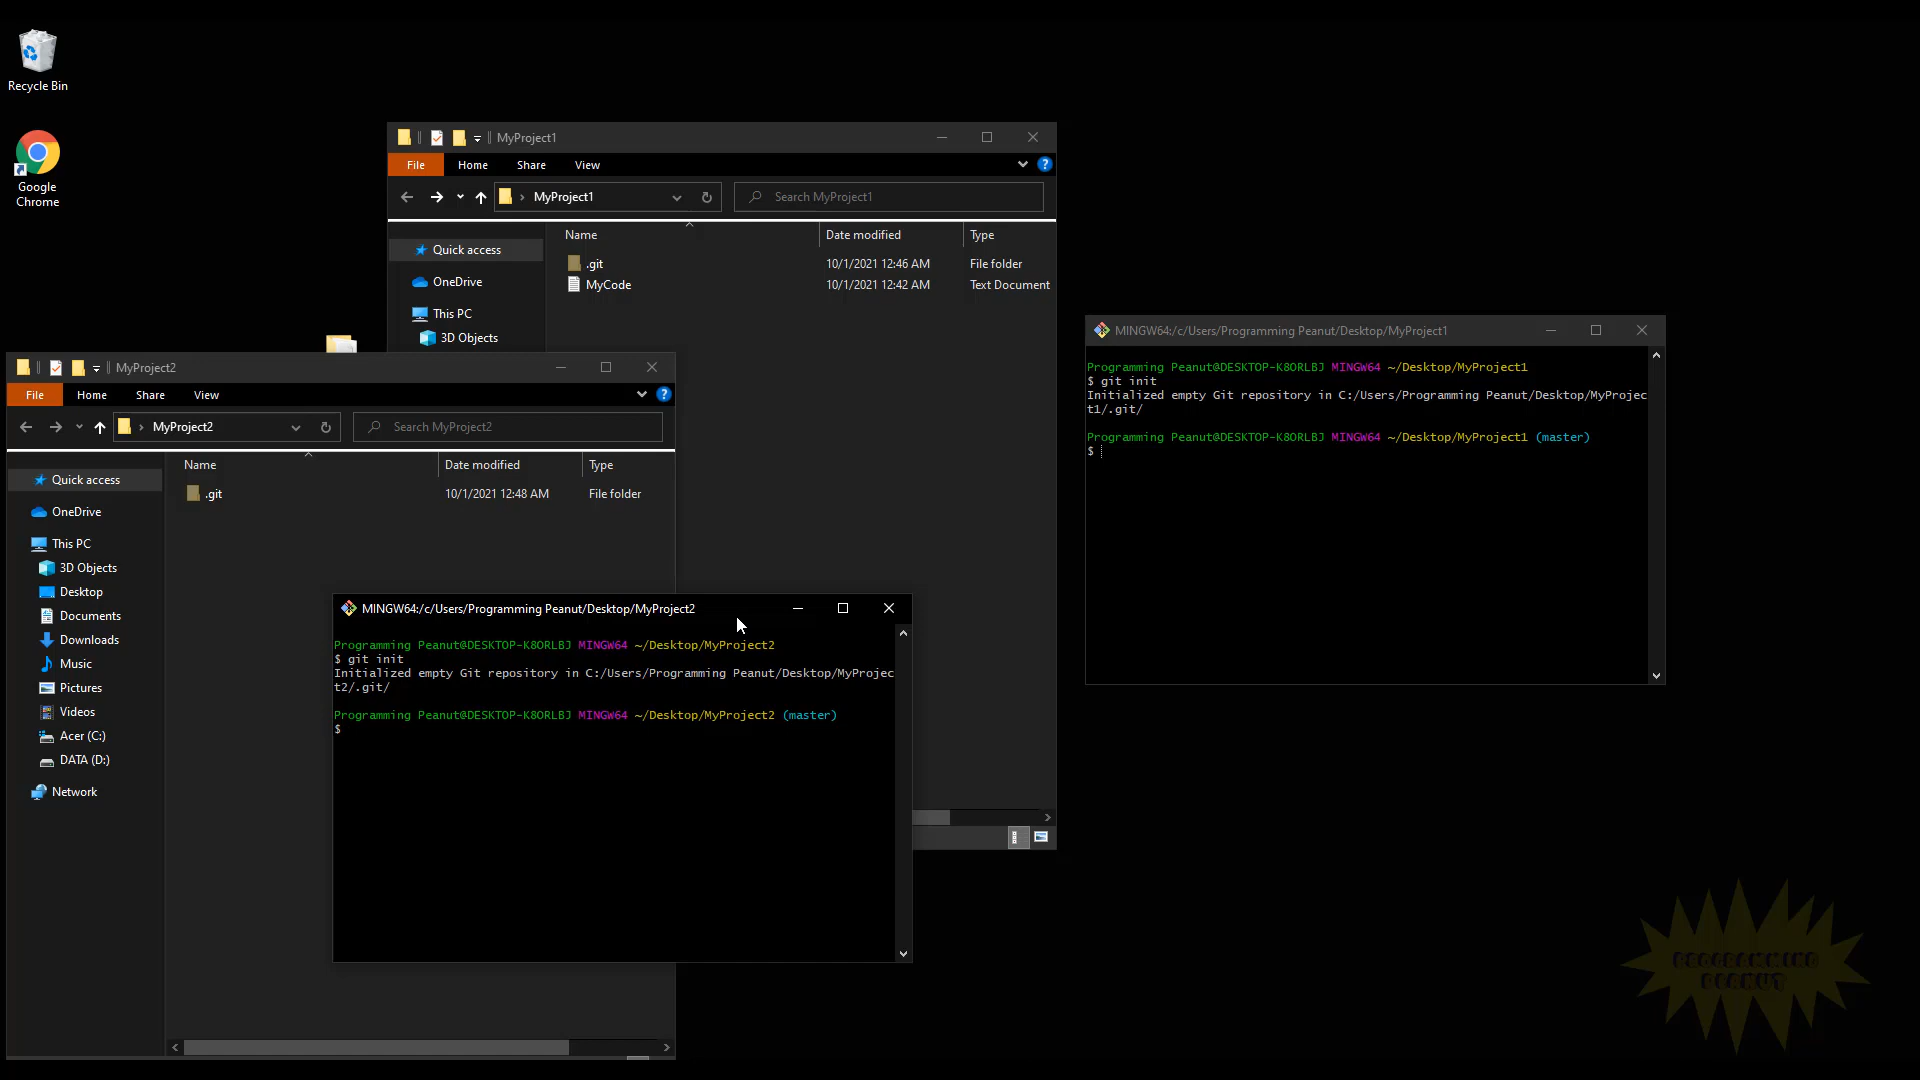 Recycle Bin
Google
Chrome
MyProject1
File Home Share View
MyProject1
Search MyProject1
Name Date modified Type
Quick access
OneDrive
This PC
3D Objects
.git 10/1/2021 12:46 AM File folder
MyCode 10/1/2021 12:42 AM Text Document
MyProject2
File Home Share View
MyProject2
Search MyProject2
Name Date modified Type
.git 10/1/2021 12:48 AM File folder
Quick access
OneDrive
This PC
3D Objects
Desktop
Documents
Downloads
Music
Pictures
Videos
Acer (C:)
DATA (D:)
Network
MINGW64:/c/Users/Programming Peanut/Desktop/MyProject2
Programming Peanut@DESKTOP-K8ORLBJ MINGW64 ~/Desktop/MyProject2
$ git init
Initialized empty Git repository in C:/Users/Programming Peanut/Desktop/MyProjec
t2/.git/
Programming Peanut@DESKTOP-K8ORLBJ MINGW64 ~/Desktop/MyProject2 (master)
$
MINGW64:/c/Users/Programming Peanut/Desktop/MyProject1
Programming Peanut@DESKTOP-K8ORLBJ MINGW64 ~/Desktop/MyProject1
$ git init
Initialized empty Git repository in C:/Users/Programming Peanut/Desktop/MyProjec
t1/.git/
Programming Peanut@DESKTOP-K8ORLBJ MINGW64 ~/Desktop/MyProject1 (master)
$
PROGRAMMING
PEANUT